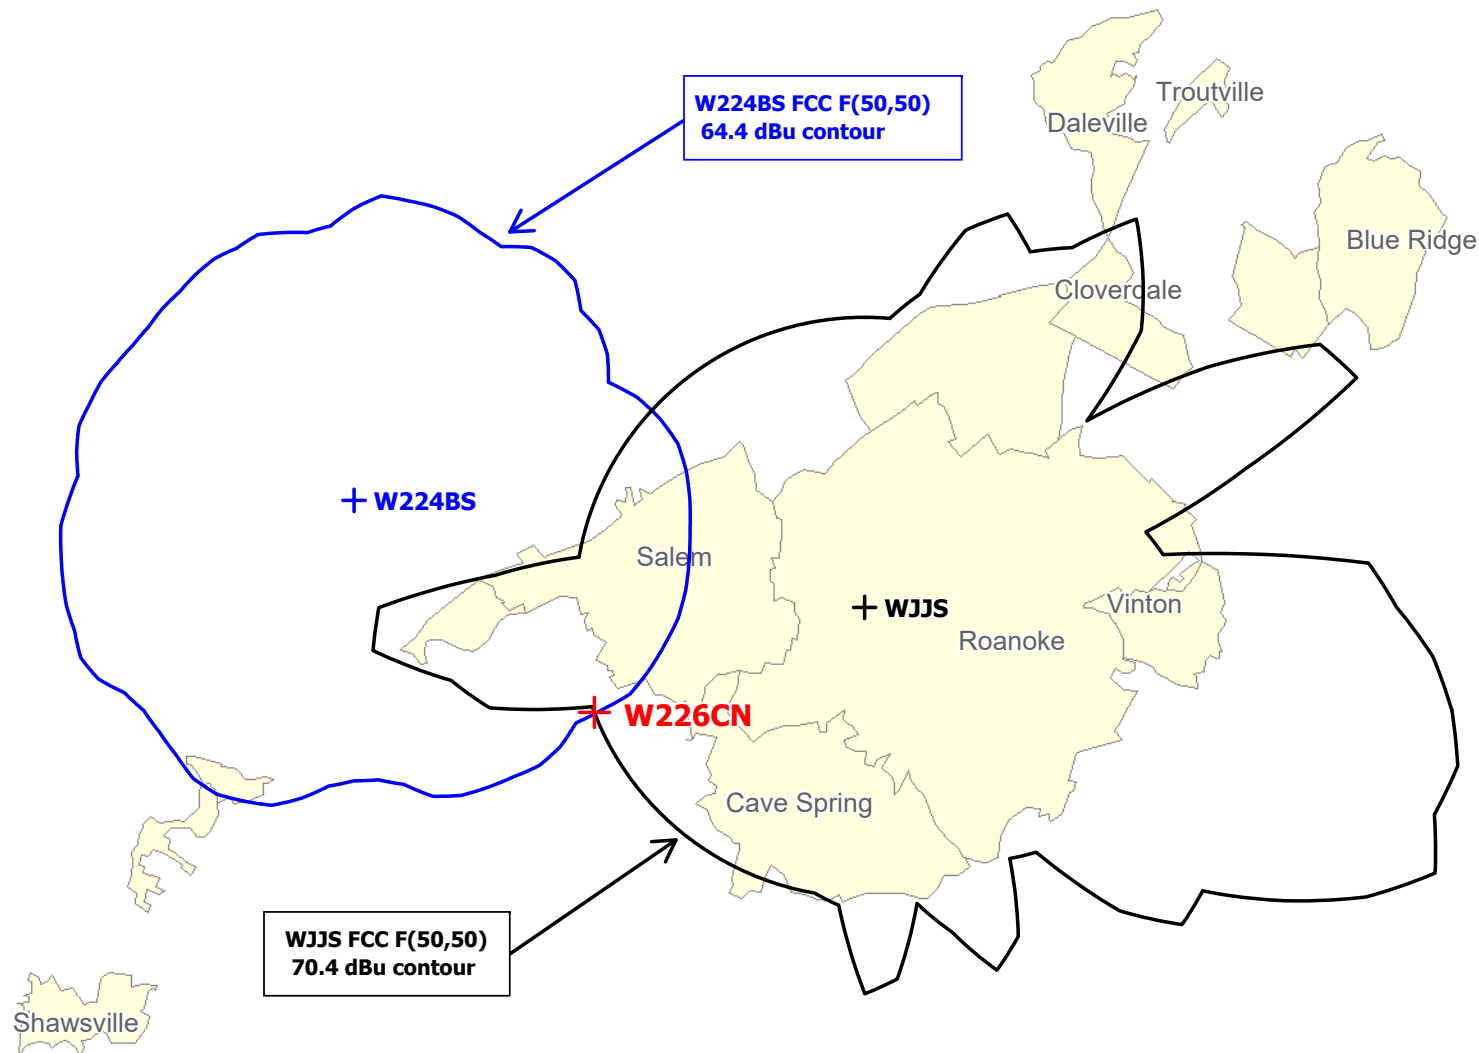 W224BS FCC F(50,50)
64.4 dBu contour
Troutville
Daleville
Blue Ridge
Cloverdale
W224BS
Salem
WJJS
Vinton
Roanoke
W226CN
Cave Spring
WJJS FCC F(50,50)
70.4 dBu contour
Shawsville